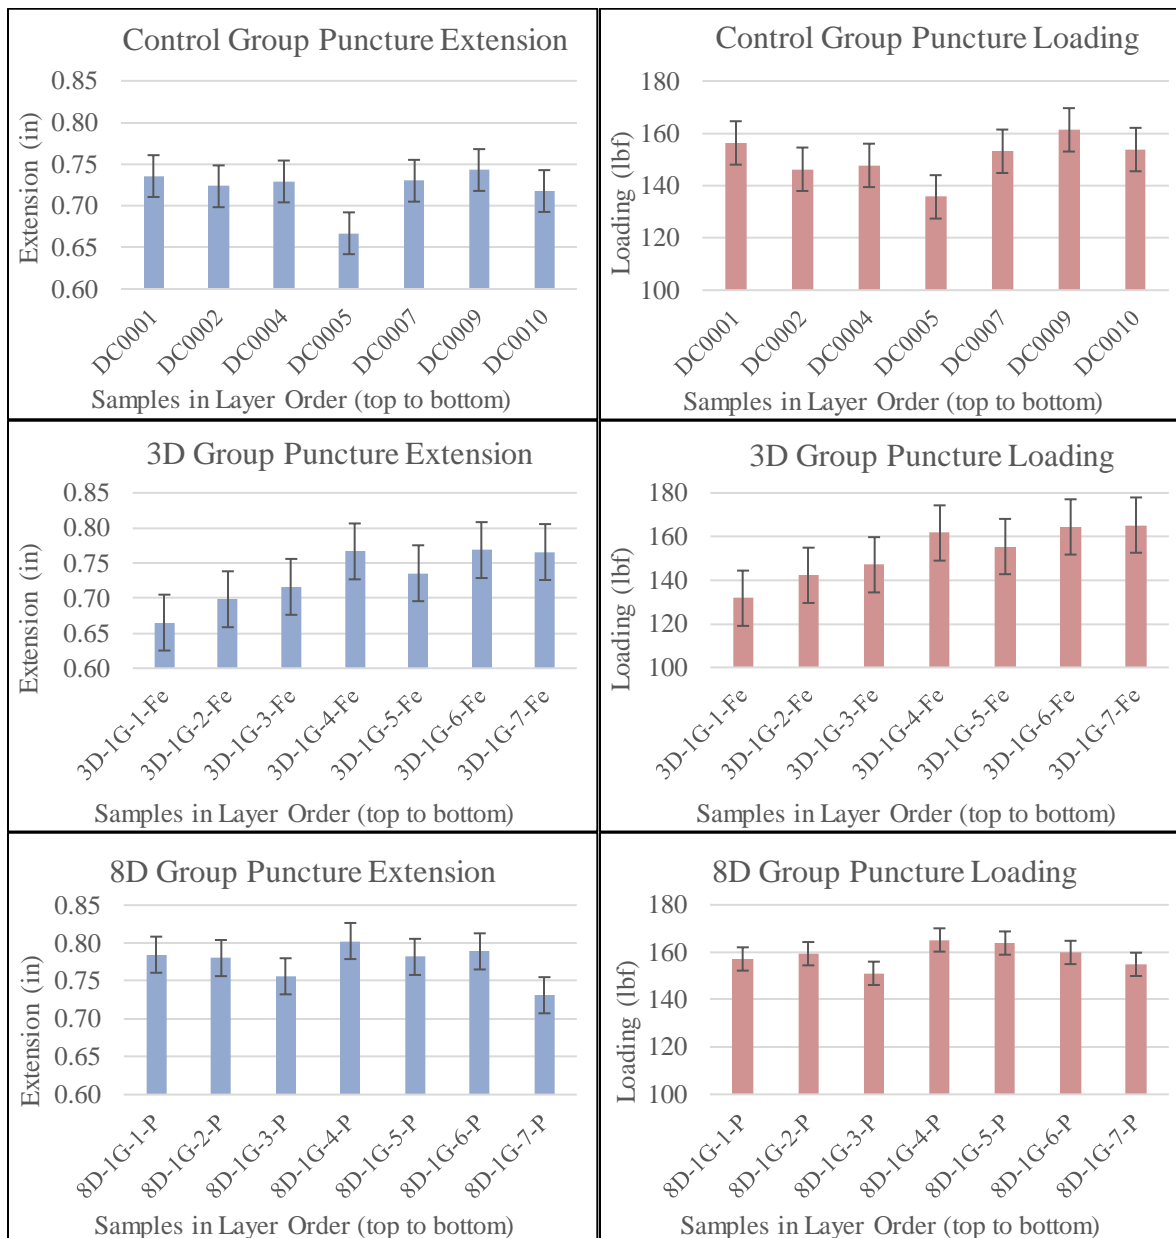 Control Group Puncture Extension
Extension (in)
0.85
0.80
0.75
0.70
0.65
0.60
DC0001
DC0002
DC0004
DC0005
DC0007
DC0009
DC0010
Samples in Layer Order (top to bottom)
Control Group Puncture Loading
Loading (lbf)
180
160
140
120
100
DC0001
DC0002
DC0004
DC0005
DC0007
DC0009
DC0010
Samples in Layer Order (top to bottom)
3D Group Puncture Extension
Extension (in)
0.85
0.80
0.75
0.70
0.65
0.60
3D-1G-1-Fe
3D-1G-2-Fe
3D-1G-3-Fe
3D-1G-4-Fe
3D-1G-5-Fe
3D-1G-6-Fe
3D-1G-7-Fe
Samples in Layer Order (top to bottom)
3D Group Puncture Loading
Loading (lbf)
180
160
140
120
100
3D-1G-1-Fe
3D-1G-2-Fe
3D-1G-3-Fe
3D-1G-4-Fe
3D-1G-5-Fe
3D-1G-6-Fe
3D-1G-7-Fe
Samples in Layer Order (top to bottom)
8D Group Puncture Extension
Extension (in)
0.85
0.80
0.75
0.70
0.65
0.60
8D-1G-1-P
8D-1G-2-P
8D-1G-3-P
8D-1G-4-P
8D-1G-5-P
8D-1G-6-P
8D-1G-7-P
Samples in Layer Order (top to bottom)
8D Group Puncture Loading
Loading (lbf)
180
160
140
120
100
8D-1G-1-P
8D-1G-2-P
8D-1G-3-P
8D-1G-4-P
8D-1G-5-P
8D-1G-6-P
8D-1G-7-P
Samples in Layer Order (top to bottom)